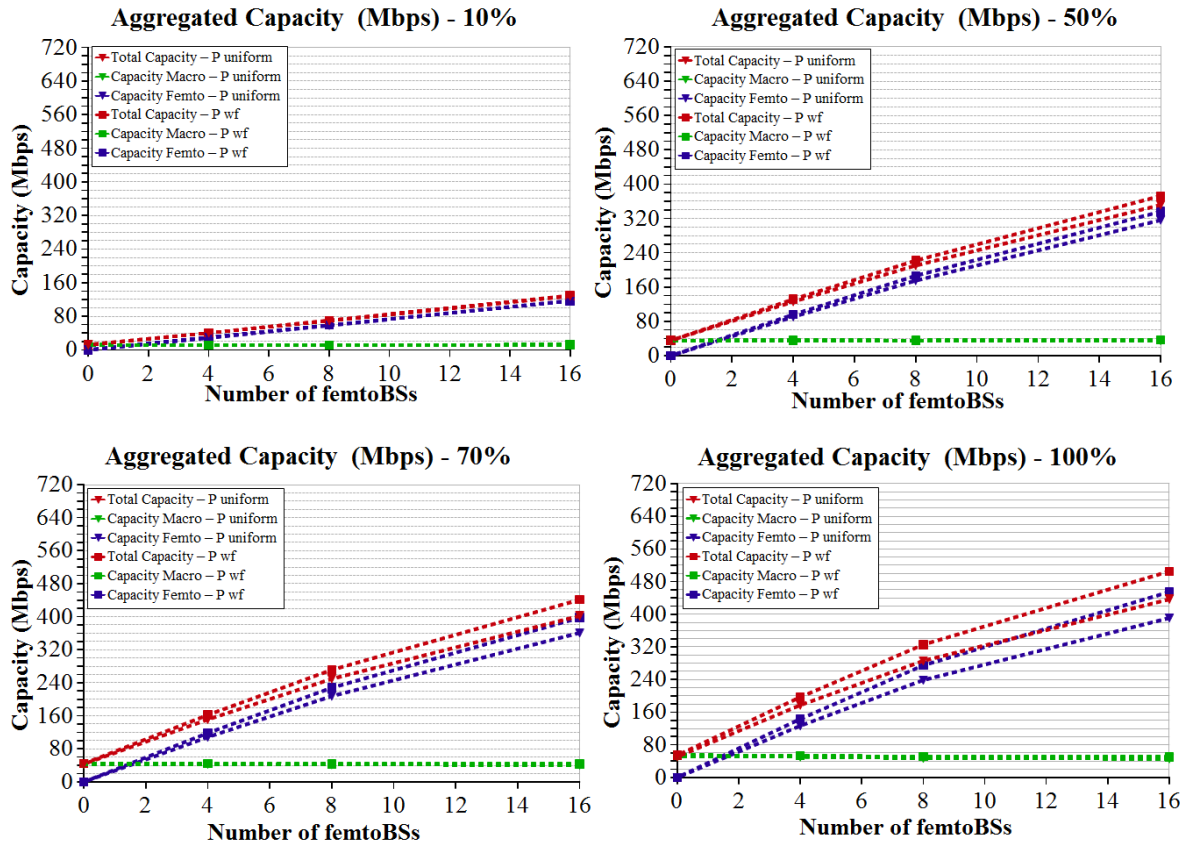 Aggregated Capacity (Mbps) - 10%
720
640
560
480
400
320
240
160
80
0
Capacity (Mbps)
Total Capacity – P uniform
Capacity Macro – P uniform
Capacity Femto – P uniform
Total Capacity – P wf
Capacity Macro – P wf
Capacity Femto – P wf
0 2 4 6 8 10 12 14 16
Number of femtoBSs
Aggregated Capacity (Mbps) - 50%
720
640
560
480
400
320
240
160
80
0
Capacity (Mbps)
Total Capacity – P uniform
Capacity Macro – P uniform
Capacity Femto – P uniform
Total Capacity – P wf
Capacity Macro – P wf
Capacity Femto – P wf
0 2 4 6 8 10 12 14 16
Number of femtoBSs
Aggregated Capacity (Mbps) - 70%
720
640
560
480
400
320
240
160
80
0
Capacity (Mbps)
Total Capacity – P uniform
Capacity Macro – P uniform
Capacity Femto – P uniform
Total Capacity – P wf
Capacity Macro – P wf
Capacity Femto – P wf
0 2 4 6 8 10 12 14 16
Number of femtoBSs
Aggregated Capacity (Mbps) - 100%
720
640
560
480
400
320
240
160
80
0
Capacity (Mbps)
Total Capacity – P uniform
Capacity Macro – P uniform
Capacity Femto – P uniform
Total Capacity – P wf
Capacity Macro – P wf
Capacity Femto – P wf
0 2 4 6 8 10 12 14 16
Number of femtoBSs